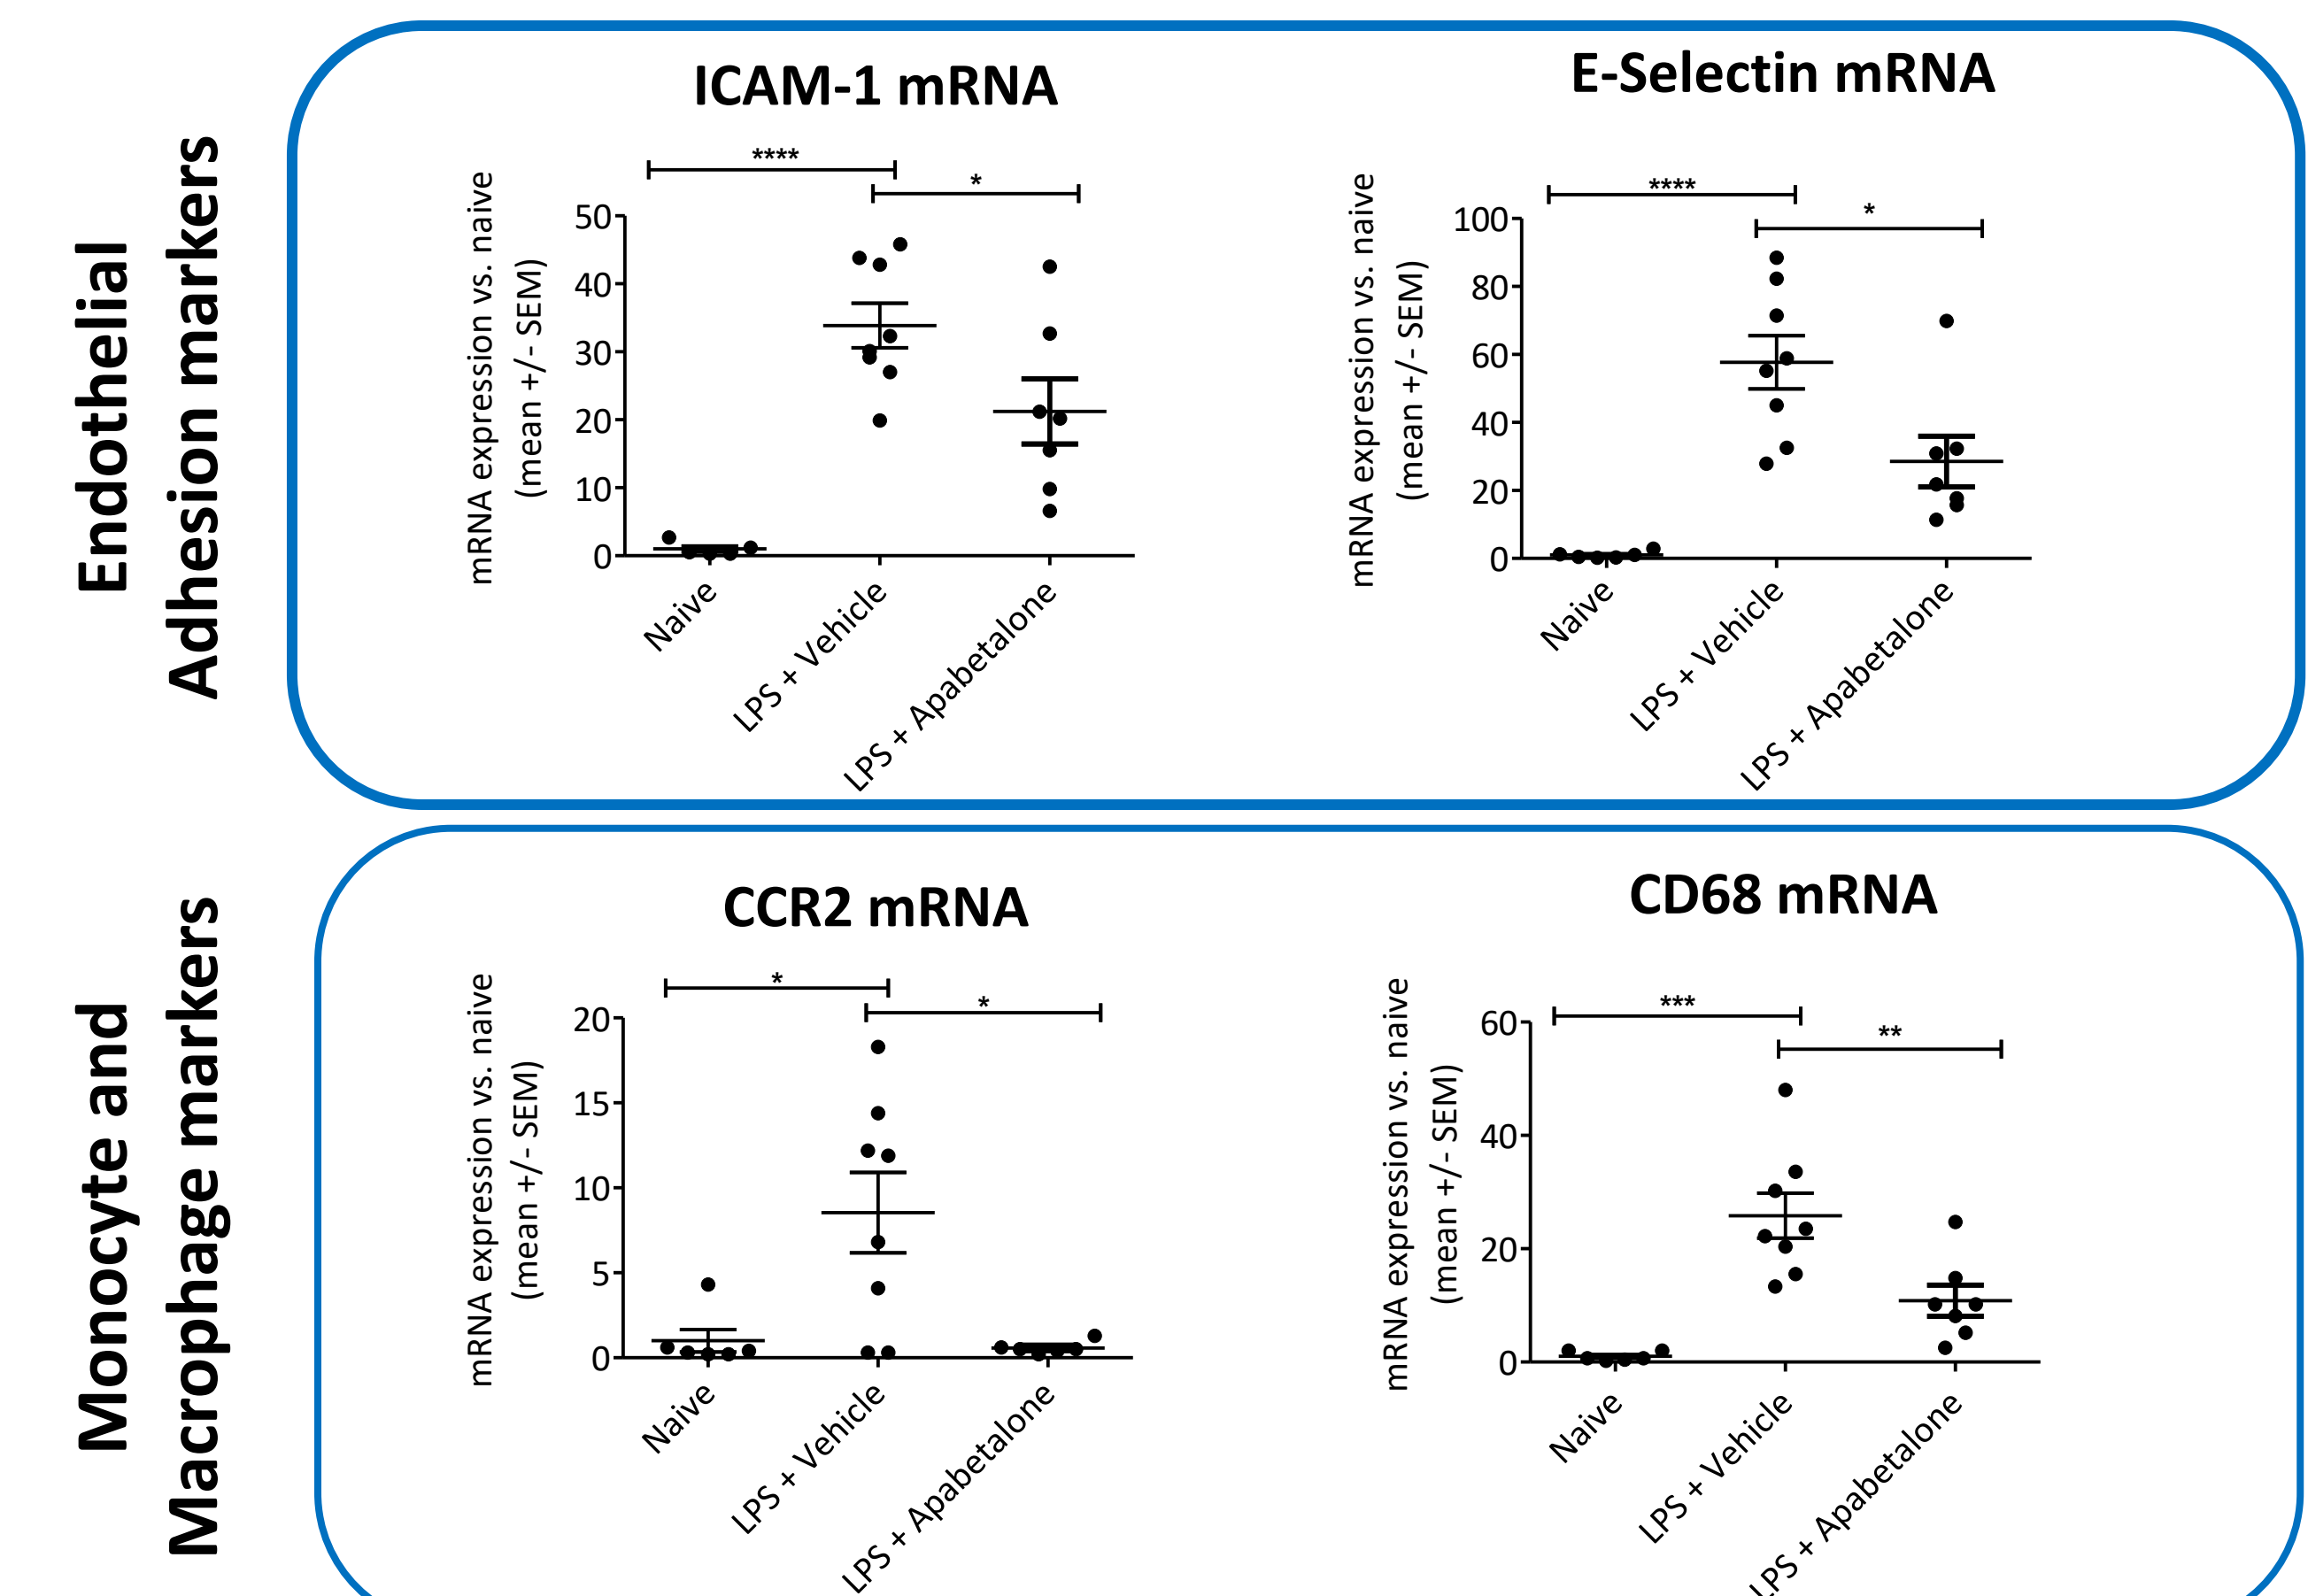 Endothelial
Adhesion markers
ICAM-1 mRNA
****
*
mRNA expression vs. naive
(mean +/- SEM)
50
40
30
20
10
0
Naive
LPS + Vehicle
LPS + Apabetalone
E-Selectin mRNA
****
*
mRNA expression vs. naive
(mean +/- SEM)
100
80
60
40
20
0
Naive
LPS + Vehicle
LPS + Apabetalone
Monocyte and
Macrophage markers
CCR2 mRNA
*
*
mRNA expression vs. naive
(mean +/- SEM)
20
15
10
5
0
Naive
LPS + Vehicle
LPS + Apabetalone
CD68 mRNA
***
**
mRNA expression vs. naive
(mean +/- SEM)
60
40
20
0
Naive
LPS + Vehicle
LPS + Apabetalone